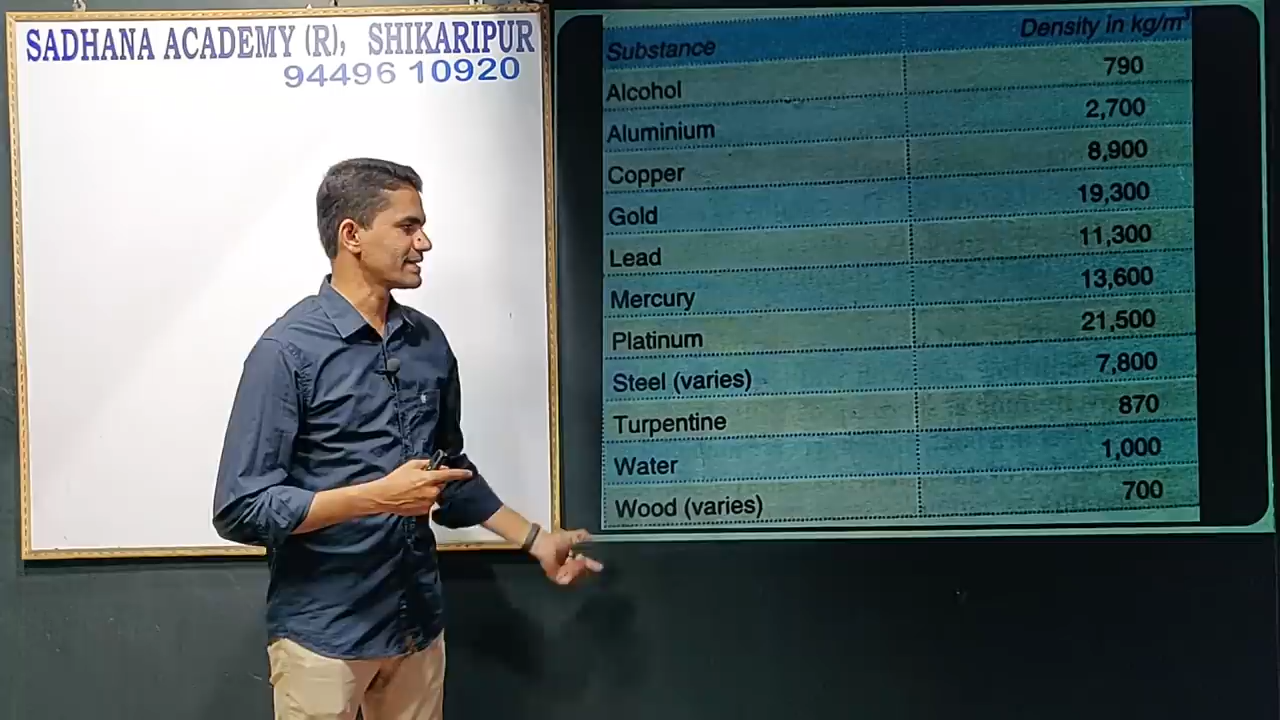 SADHANA ACADEMY (R), SHIKARIPUR
94496 10920
Substance Density in kg/m³
Alcohol 790
Aluminium 2,700
Copper 8,900
Gold 19,300
Lead 11,300
Mercury 13,600
Platinum 21,500
Steel (varies) 7,800
Turpentine 870
Water 1,000
Wood (varies) 700